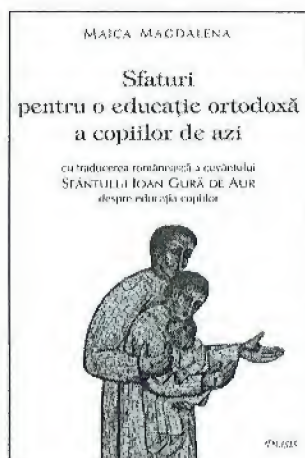 MAICA MAGDALENA
Sfaturi
pentru o educație ortodoxă
a copiilor de azi
cu traducerea românească a cuvântului
SFÂNTULUI IOAN GURĂ DE AUR
despre educația copiilor